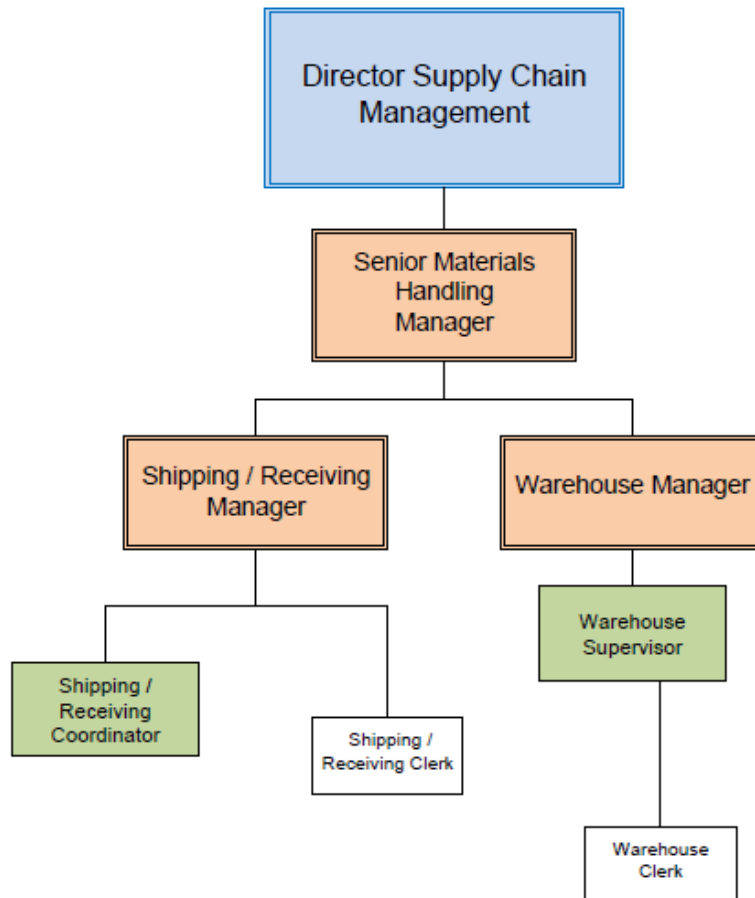 Director Supply Chain
Management
Senior Materials
Handling
Manager
Shipping / Receiving
Manager
Warehouse Manager
Warehouse
Supervisor
Shipping /
Receiving
Coordinator
Shipping /
Receiving Clerk
Warehouse
Clerk